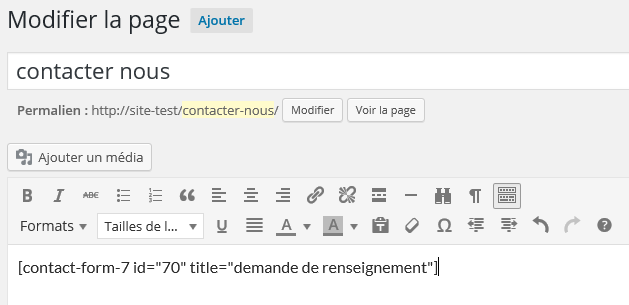 Modifier la page Ajouter
contacter nous
Permalien : http://site-test/contacter-nous/ Modifier Voir la page
Ajouter un média
B I ABC
Formats Tailles de l... U A A Ω ?
[contact-form-7 id="70" title="demande de renseignement"]